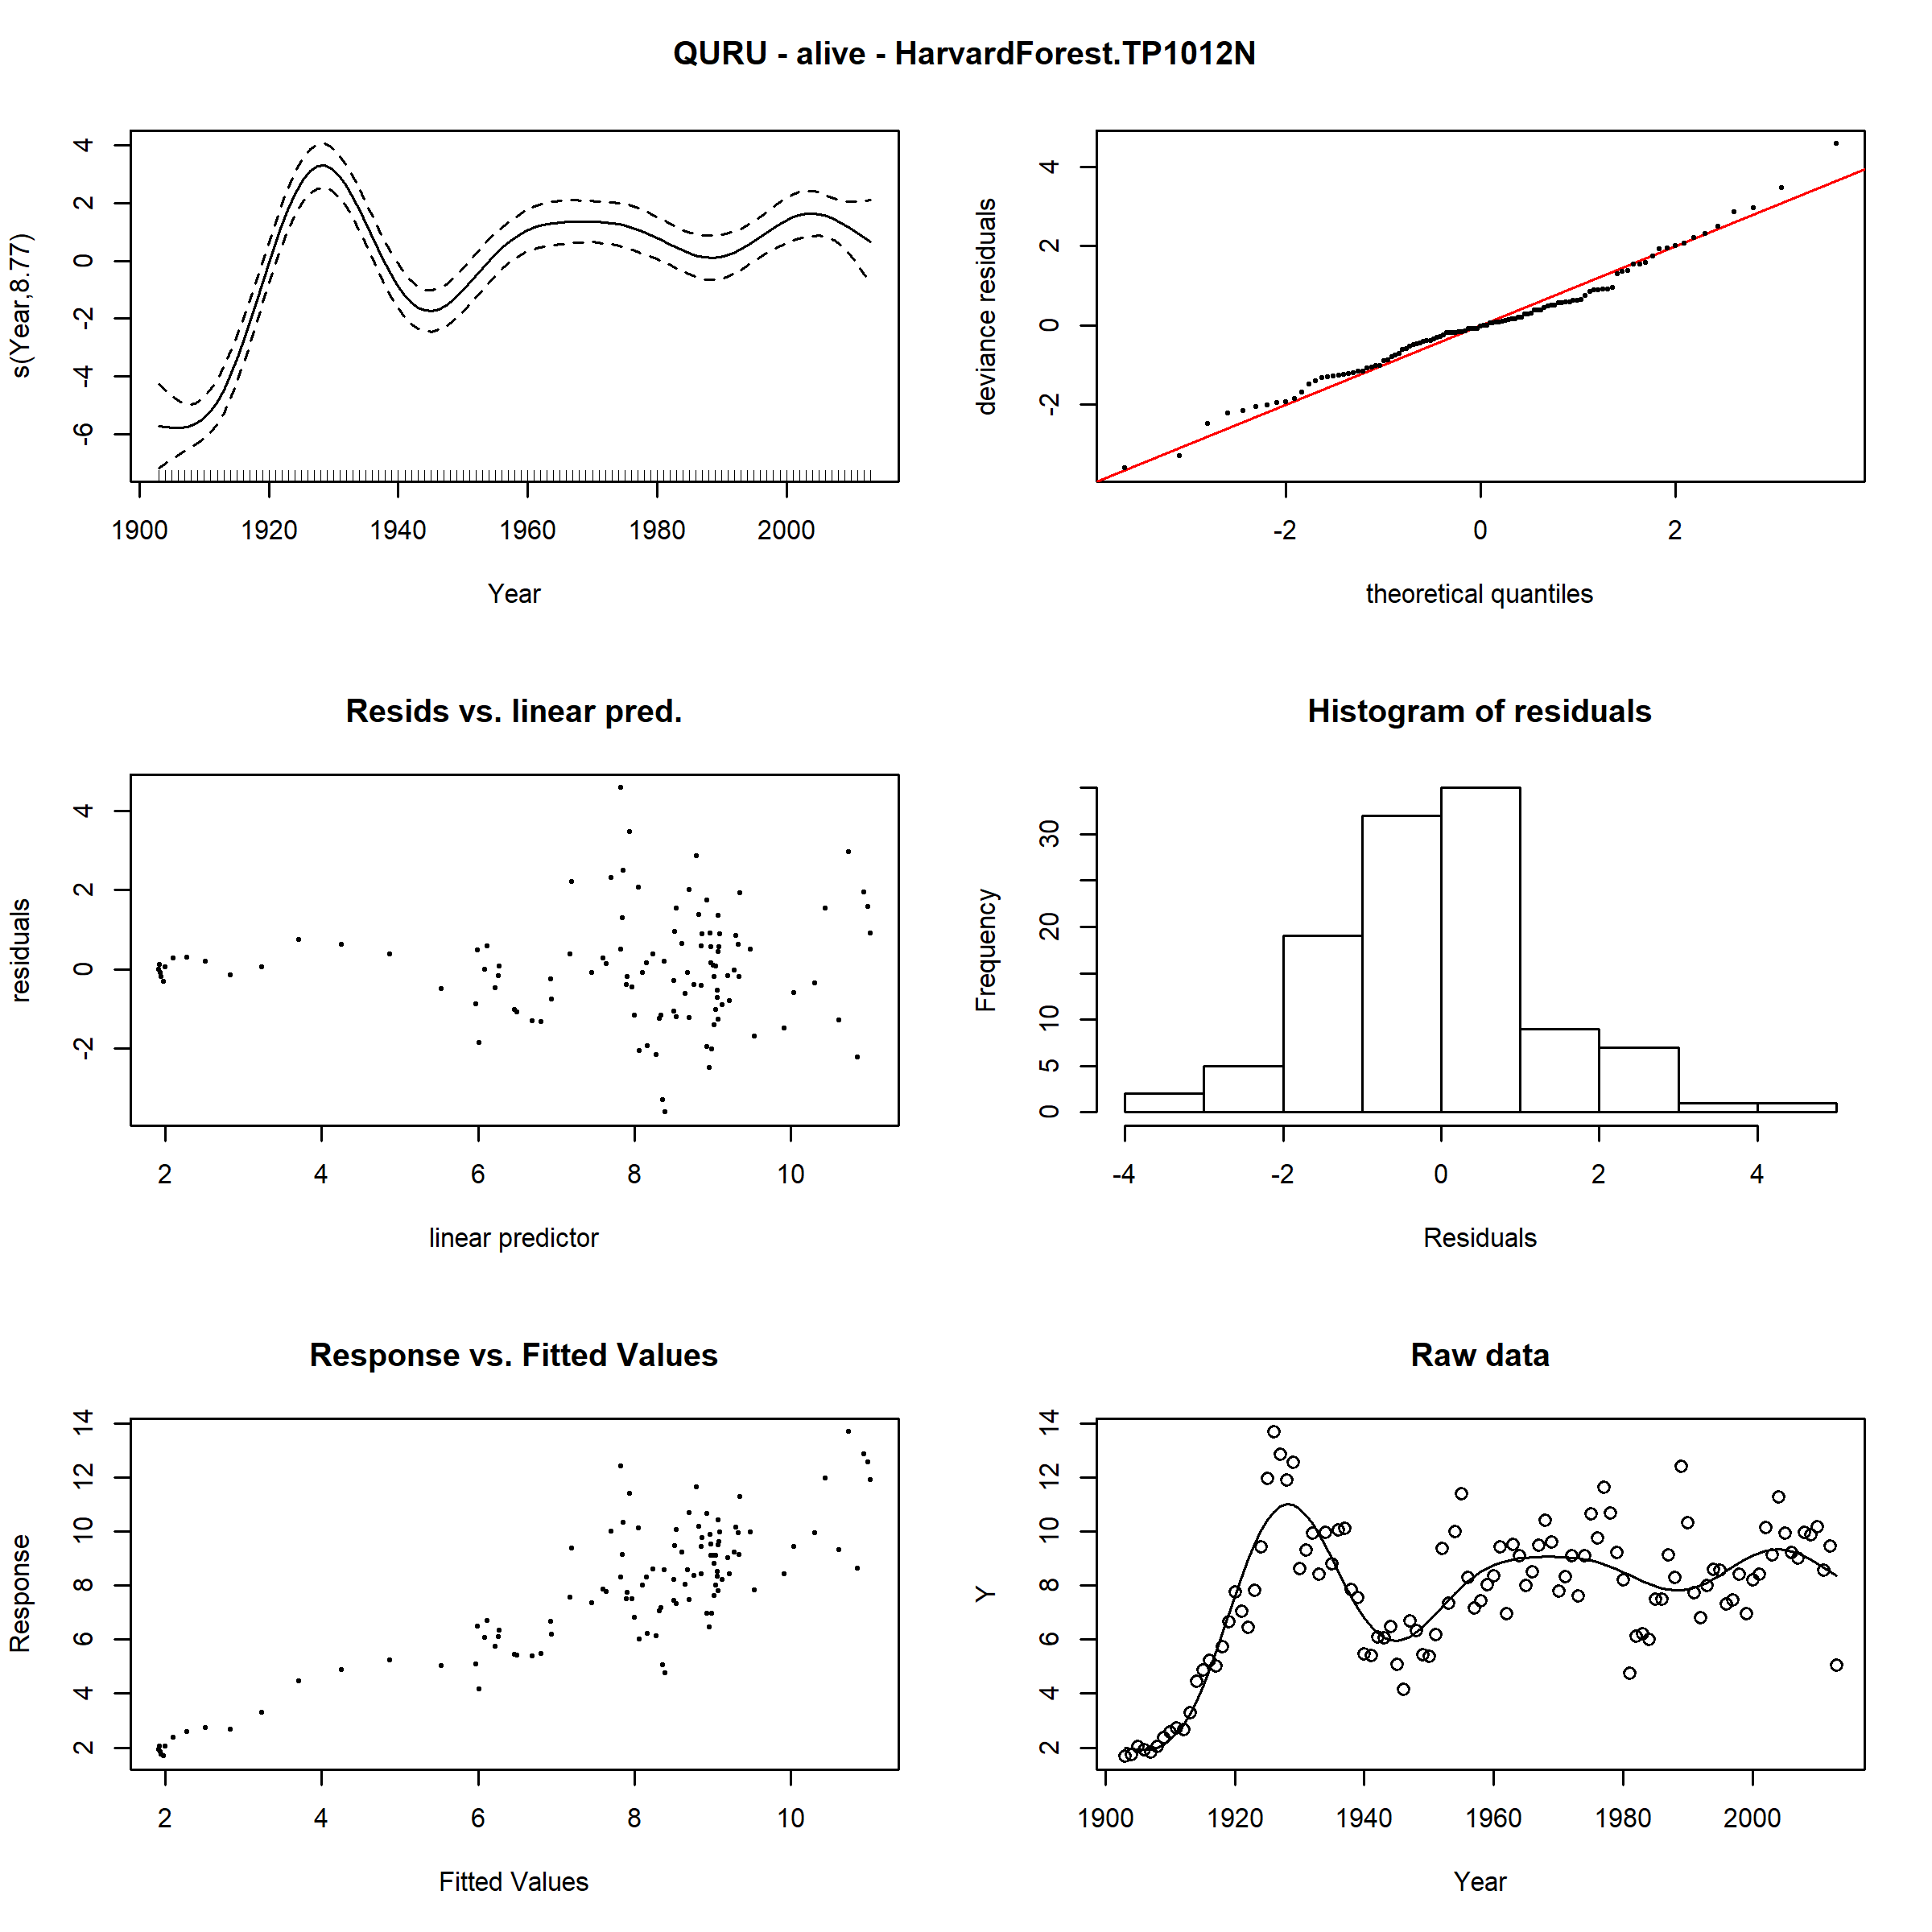 QURU - alive - HarvardForest.TP1012N
s(Year,8.77)
4
2
0
-2
-4
-6
1900 1920 1940 1960 1980 2000
Year
deviance residuals
4
2
0
-2
-2 0 2
theoretical quantiles
Resids vs. linear pred.
residuals
4
2
0
-2
2 4 6 8 10
linear predictor
Histogram of residuals
Frequency
30
20
10
5
0
-4 -2 0 2 4
Residuals
Response vs. Fitted Values
Response
14
12
10
8
6
4
2
2 4 6 8 10
Fitted Values
Raw data
Y
14
12
10
8
6
4
2
1900 1920 1940 1960 1980 2000
Year